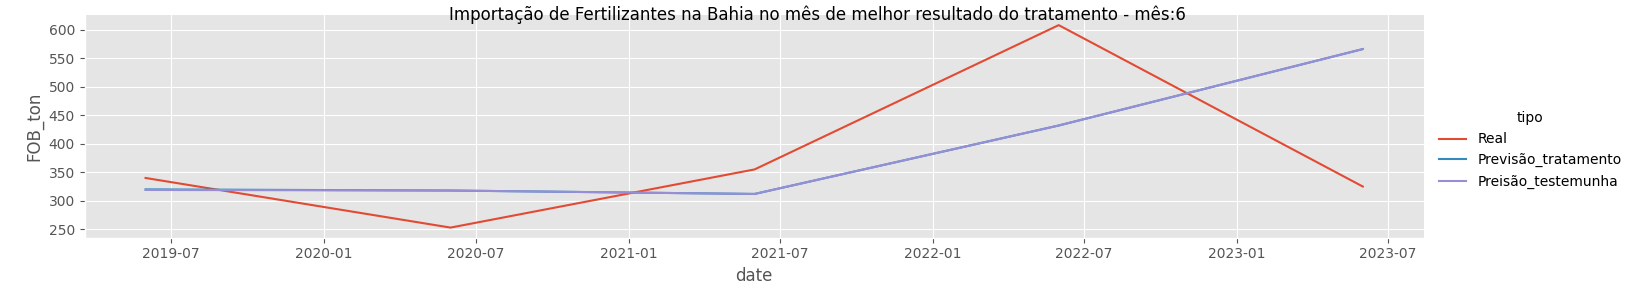 Importação de Fertilizantes na Bahia no mês de melhor resultado do tratamento - mês:6
600
550
500
450
400
350
300
250
FOB_ton
2019-07
2020-01
2020-07
2021-01
2021-07
2022-01
2022-07
2023-01
2023-07
date
tipo
Real
Previsão_tratamento
Preisão_testemunha